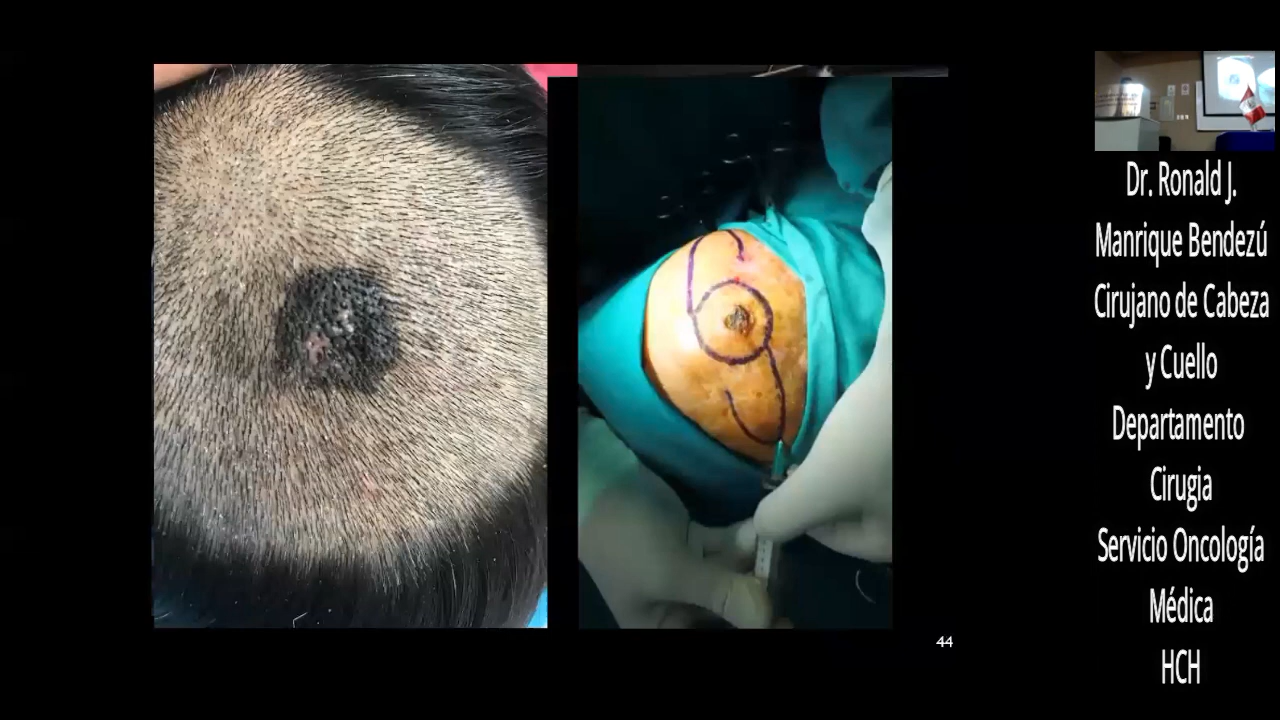 Dr. Ronald J.
Manrique Bendezú
Cirujano de Cabeza
y Cuello
Departamento
Cirugia
Servicio Oncología
Médica
HCH
44